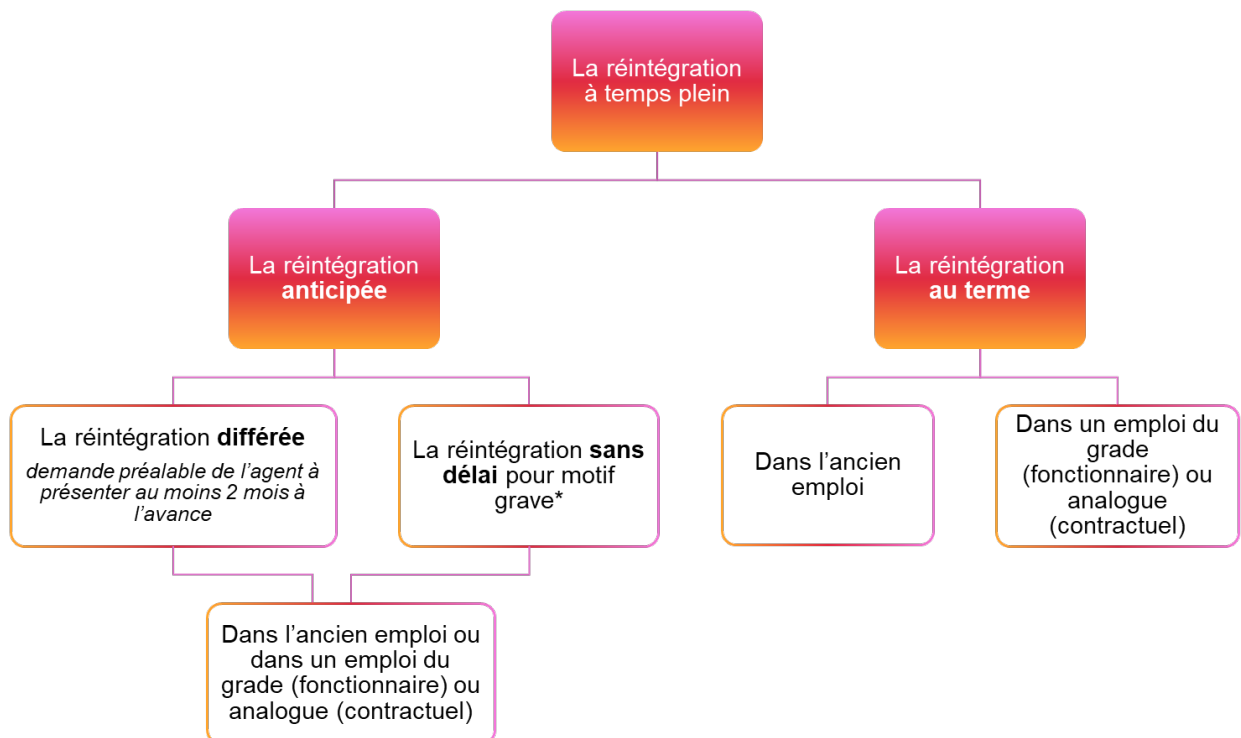 La réintégration
à temps plein
La réintégration
anticipée
La réintégration
au terme
La réintégration différée
demande préalable de l’agent à
présenter au moins 2 mois à
l’avance
La réintégration sans
délai pour motif
grave*
Dans l’ancien
emploi
Dans un emploi du
grade
(fonctionnaire) ou
analogue
(contractuel)
Dans l’ancien emploi ou
dans un emploi du
grade (fonctionnaire) ou
analogue (contractuel)